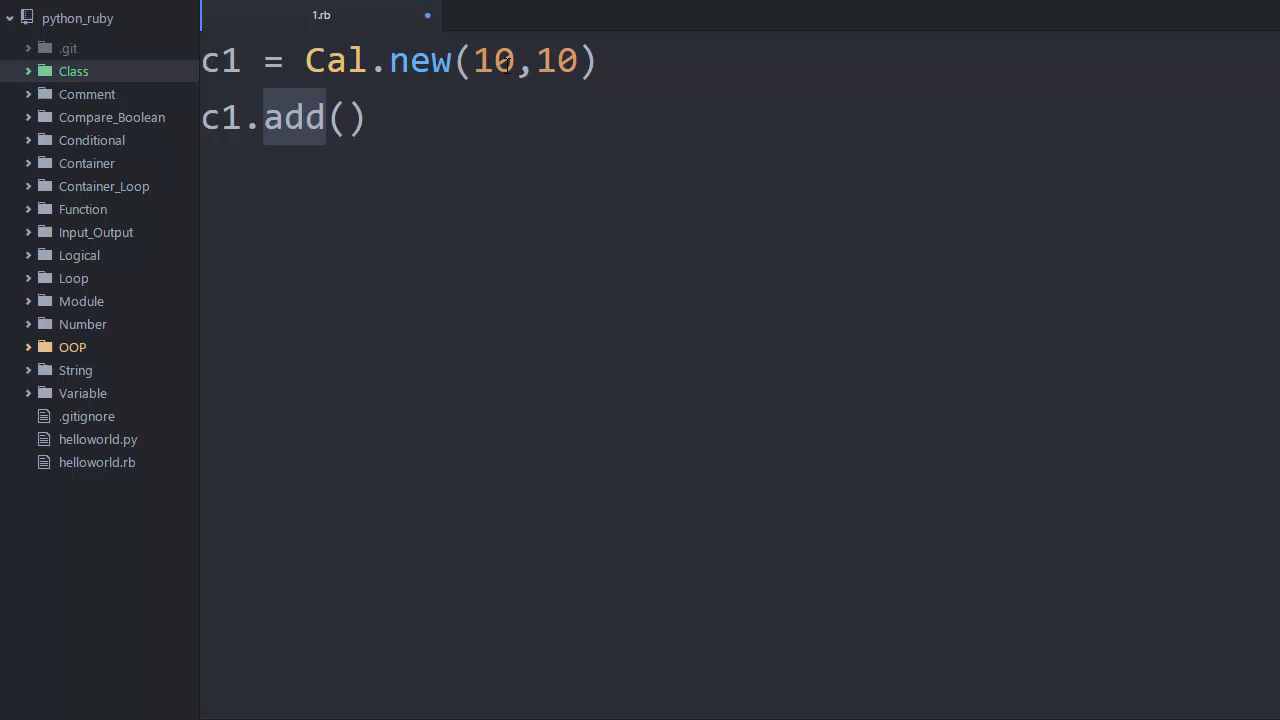 python_ruby
.git
Class
Comment
Compare_Boolean
Conditional
Container
Container_Loop
Function
Input_Output
Logical
Loop
Module
Number
OOP
String
Variable
.gitignore
helloworld.py
helloworld.rb
1.rb
c1 = Cal.new(10,10)
c1.add()